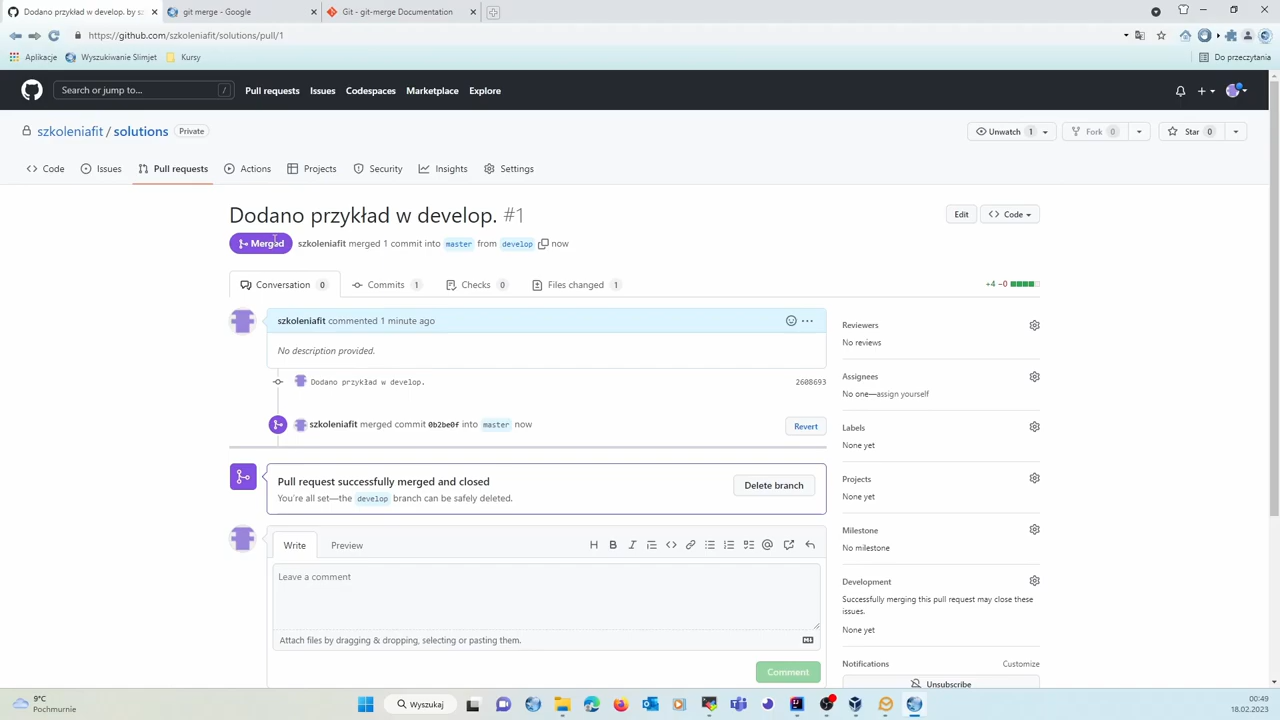 Dodano przykład w develop. by sz
git merge - Google
Git - git-merge Documentation
https://github.com/szkoleniafit/solutions/pull/1
Aplikacje
Wyszukiwanie Slimjet
Kursy
Do przeczytania
Search or jump to...
/
Pull requests
Issues
Codespaces
Marketplace
Explore
szkoleniafit / solutions
Private
Unwatch 1
Fork 0
Star 0
Code
Issues
Pull requests
Actions
Projects
Security
Insights
Settings
Dodano przykład w develop. #1
Edit
Code
Merged
szkoleniafit merged 1 commit into master from develop now
Conversation 0
Commits 1
Checks 0
Files changed 1
+4 −0
szkoleniafit commented 1 minute ago
No description provided.
Dodano przykład w develop.
2608693
szkoleniafit merged commit 0b2be0f into master now
Revert
Pull request successfully merged and closed
You're all set—the develop branch can be safely deleted.
Delete branch
Write
Preview
Leave a comment
Attach files by dragging & dropping, selecting or pasting them.
Comment
Reviewers
No reviews
Assignees
No one—assign yourself
Labels
None yet
Projects
None yet
Milestone
No milestone
Development
Successfully merging this pull request may close these
issues.
None yet
Notifications
Customize
Unsubscribe
9°C
Pochmurnie
Wyszukaj
00:49
18.02.2023